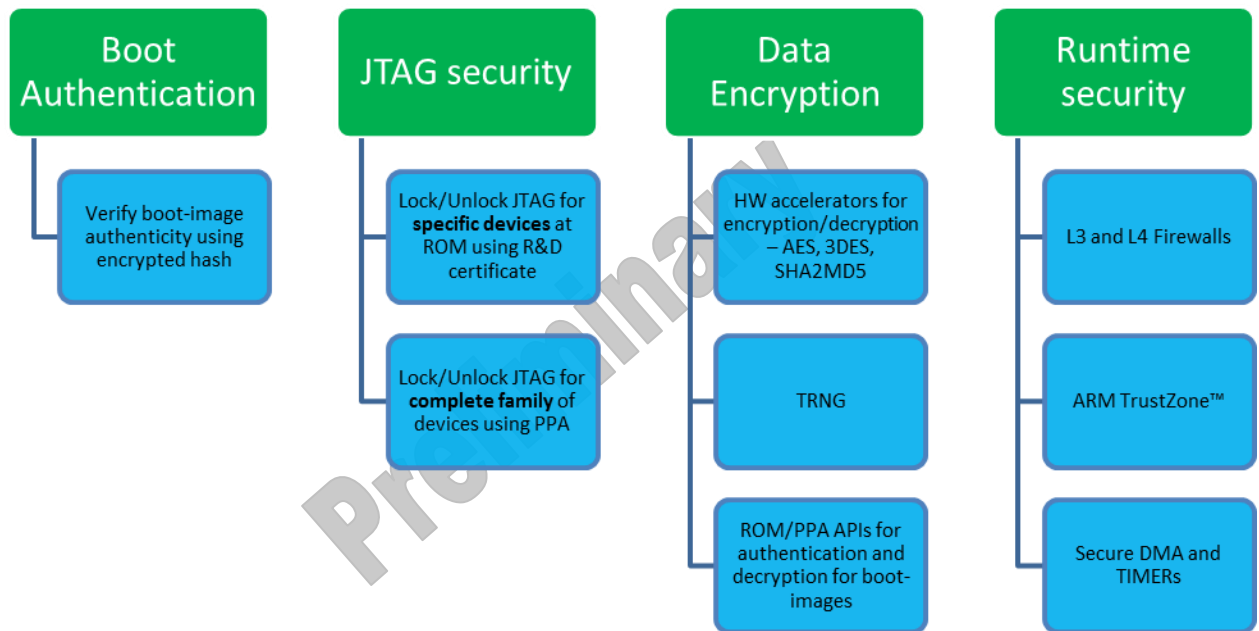 Boot
Authentication
Verify boot-image
authenticity using
encrypted hash
JTAG security
Lock/Unlock JTAG for
specific devices at
ROM using R&D
certificate
Lock/Unlock JTAG for
complete family of
devices using PPA
Data
Encryption
HW accelerators for
encryption/decryption
– AES, 3DES,
SHA2MD5
TRNG
ROM/PPA APIs for
authentication and
decryption for boot-
images
Runtime
security
L3 and L4 Firewalls
ARM TrustZone™
Secure DMA and
TIMERs
Preliminary